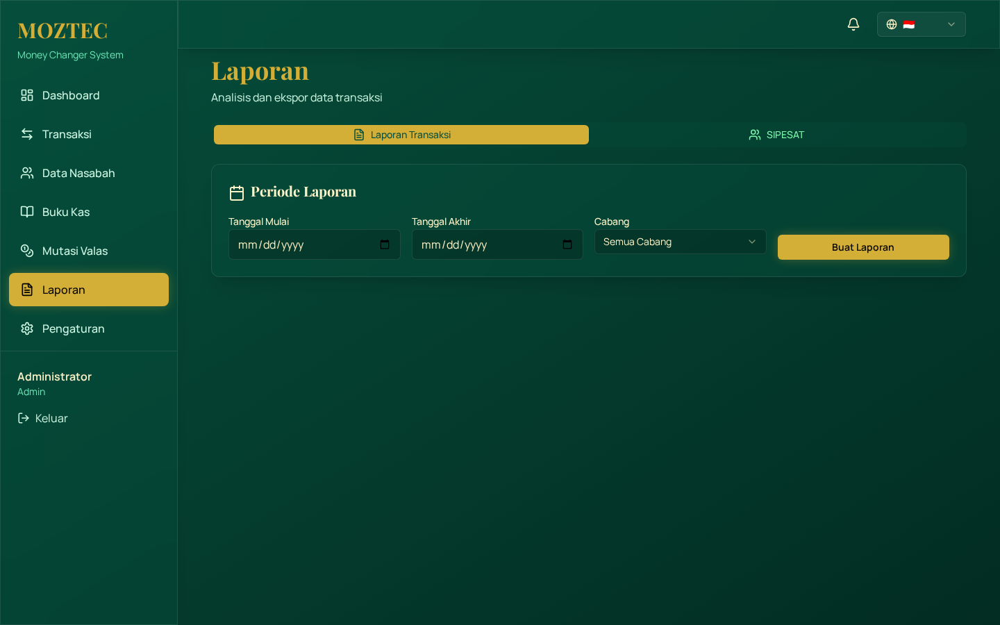 MOZTEC
Money Changer System
Dashboard
Transaksi
Data Nasabah
Buku Kas
Mutasi Valas
Laporan
Pengaturan
Administrator
Admin
Keluar
Laporan
Analisis dan ekspor data transaksi
Laporan Transaksi
SIPESAT
Periode Laporan
Tanggal Mulai
Tanggal Akhir
Cabang
mm/dd/yyyy
mm/dd/yyyy
Semua Cabang
Buat Laporan